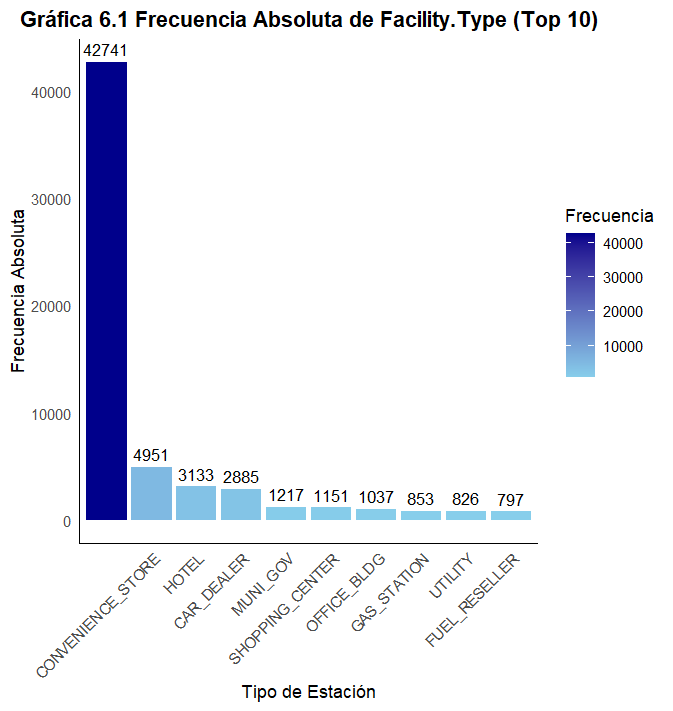 Gráfica 6.1 Frecuencia Absoluta de Facility.Type (Top 10)
42741
4951
3133
2885
1217
1151
1037
853
826
797
Frecuencia Absoluta
40000
30000
20000
10000
0
CONVENIENCE_STORE
HOTEL
CAR_DEALER
MUNI_GOV
SHOPPING_CENTER
OFFICE_BLDG
GAS_STATION
UTILITY
FUEL_RESELLER
Tipo de Estación
Frecuencia
40000
30000
20000
10000